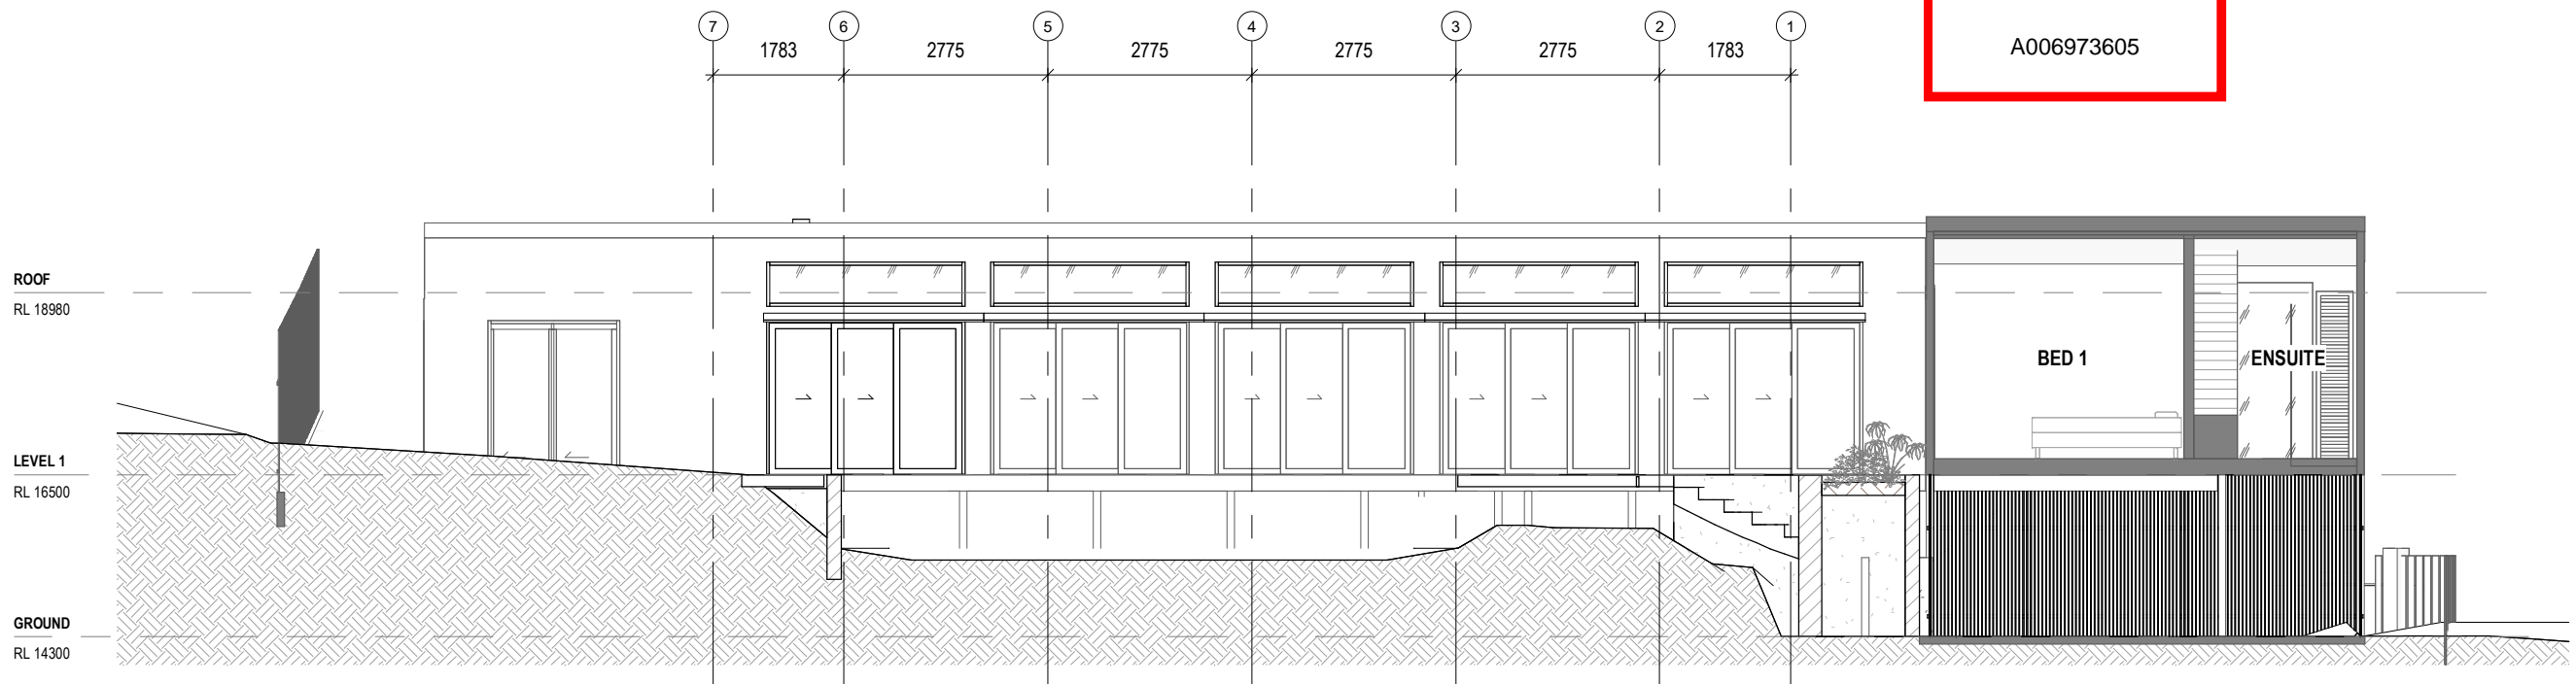 7 6 5 4 3 2 1
1783 2775 2775 2775 2775 1783
A006973605
ROOF
RL 18980
BED 1
ENSUITE
LEVEL 1
RL 16500
GROUND
RL 14300